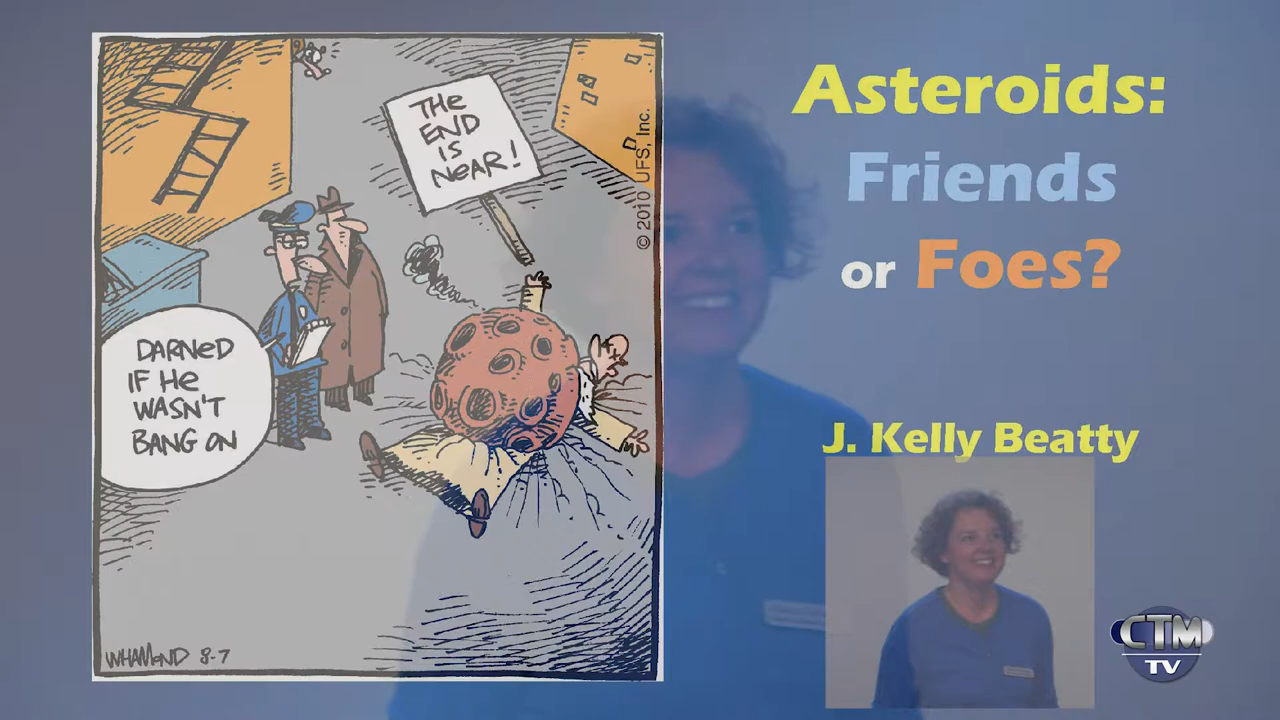 THE
END
IS
NEAR!
© 2010 UFS, Inc.
DARNED
IF HE
WASN'T
BANG ON
WHAMOND 8-7
Asteroids:
Friends
or Foes?
J. Kelly Beatty
CTM
TV